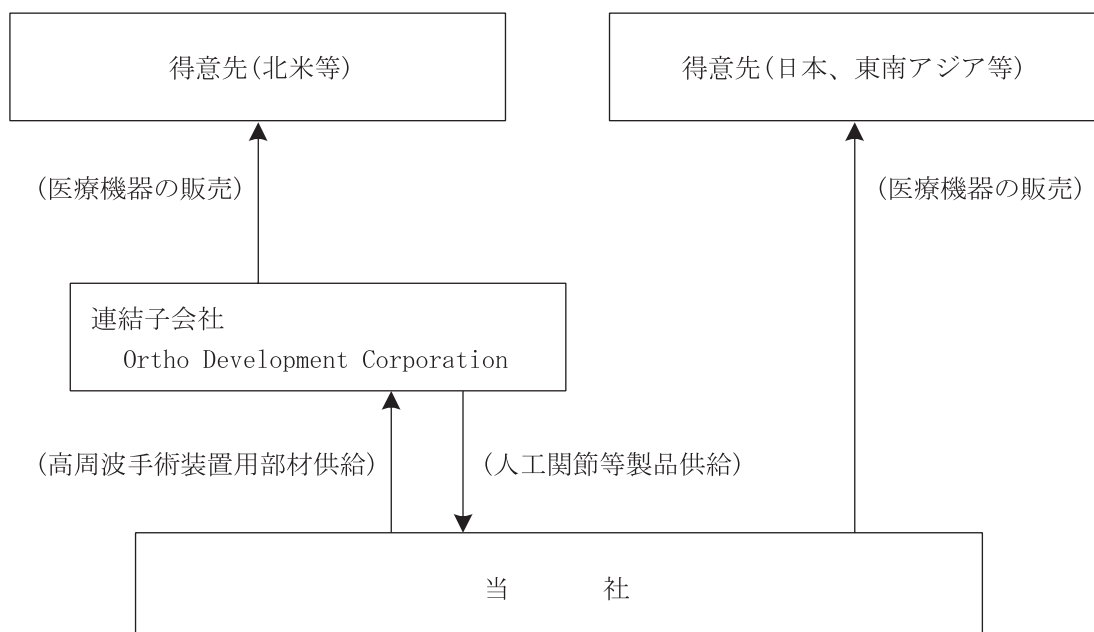 得意先(北米等)
得意先(日本、東南アジア等)
(医療機器の販売)
(医療機器の販売)
連結子会社
Ortho Development Corporation
(高周波手術装置用部材供給)
(人工関節等製品供給)
当　　　社